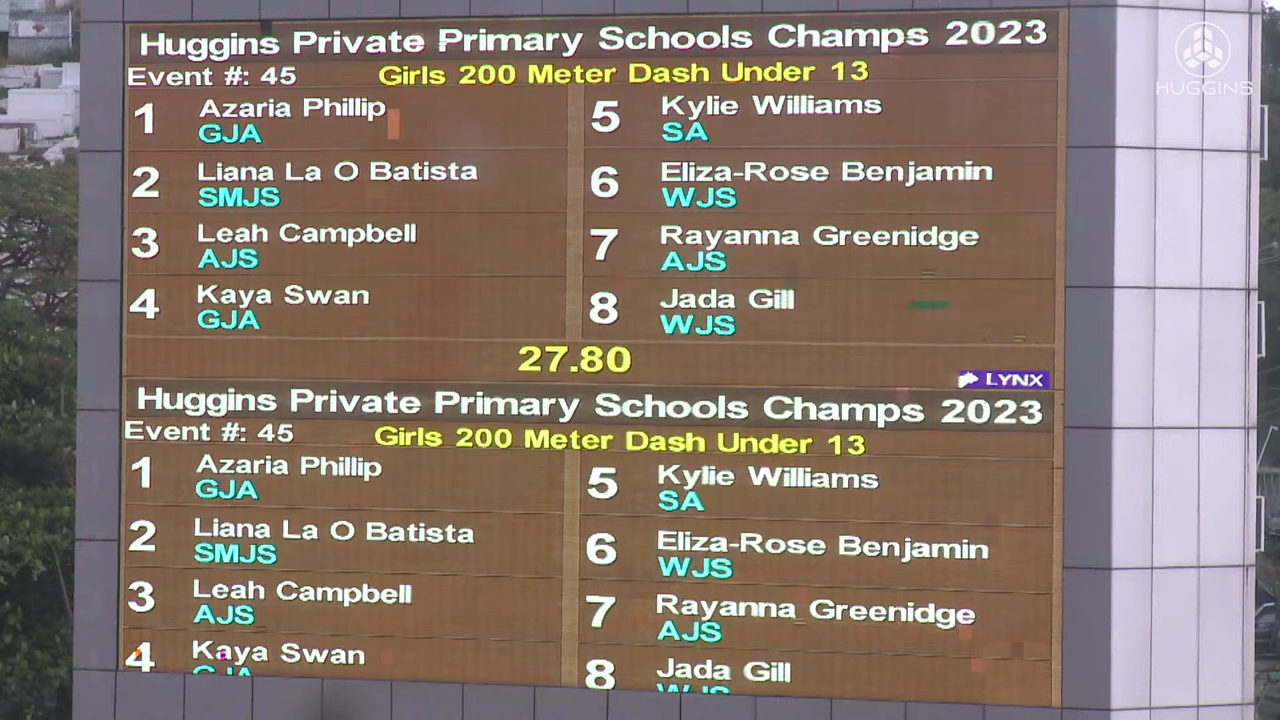 Huggins Private Primary Schools Champs 2023
Event #: 45 Girls 200 Meter Dash Under 13
1 Azaria Phillip
GJA
2 Liana La O Batista
SMJS
3 Leah Campbell
AJS
4 Kaya Swan
GJA
5 Kylie Williams
SA
6 Eliza-Rose Benjamin
WJS
7 Rayanna Greenidge
AJS
8 Jada Gill
WJS
27.80
LYNX
Huggins Private Primary Schools Champs 2023
Event #: 45 Girls 200 Meter Dash Under 13
1 Azaria Phillip
GJA
2 Liana La O Batista
SMJS
3 Leah Campbell
AJS
4 Kaya Swan
GJA
5 Kylie Williams
SA
6 Eliza-Rose Benjamin
WJS
7 Rayanna Greenidge
AJS
8 Jada Gill
WJS
HUGGINS